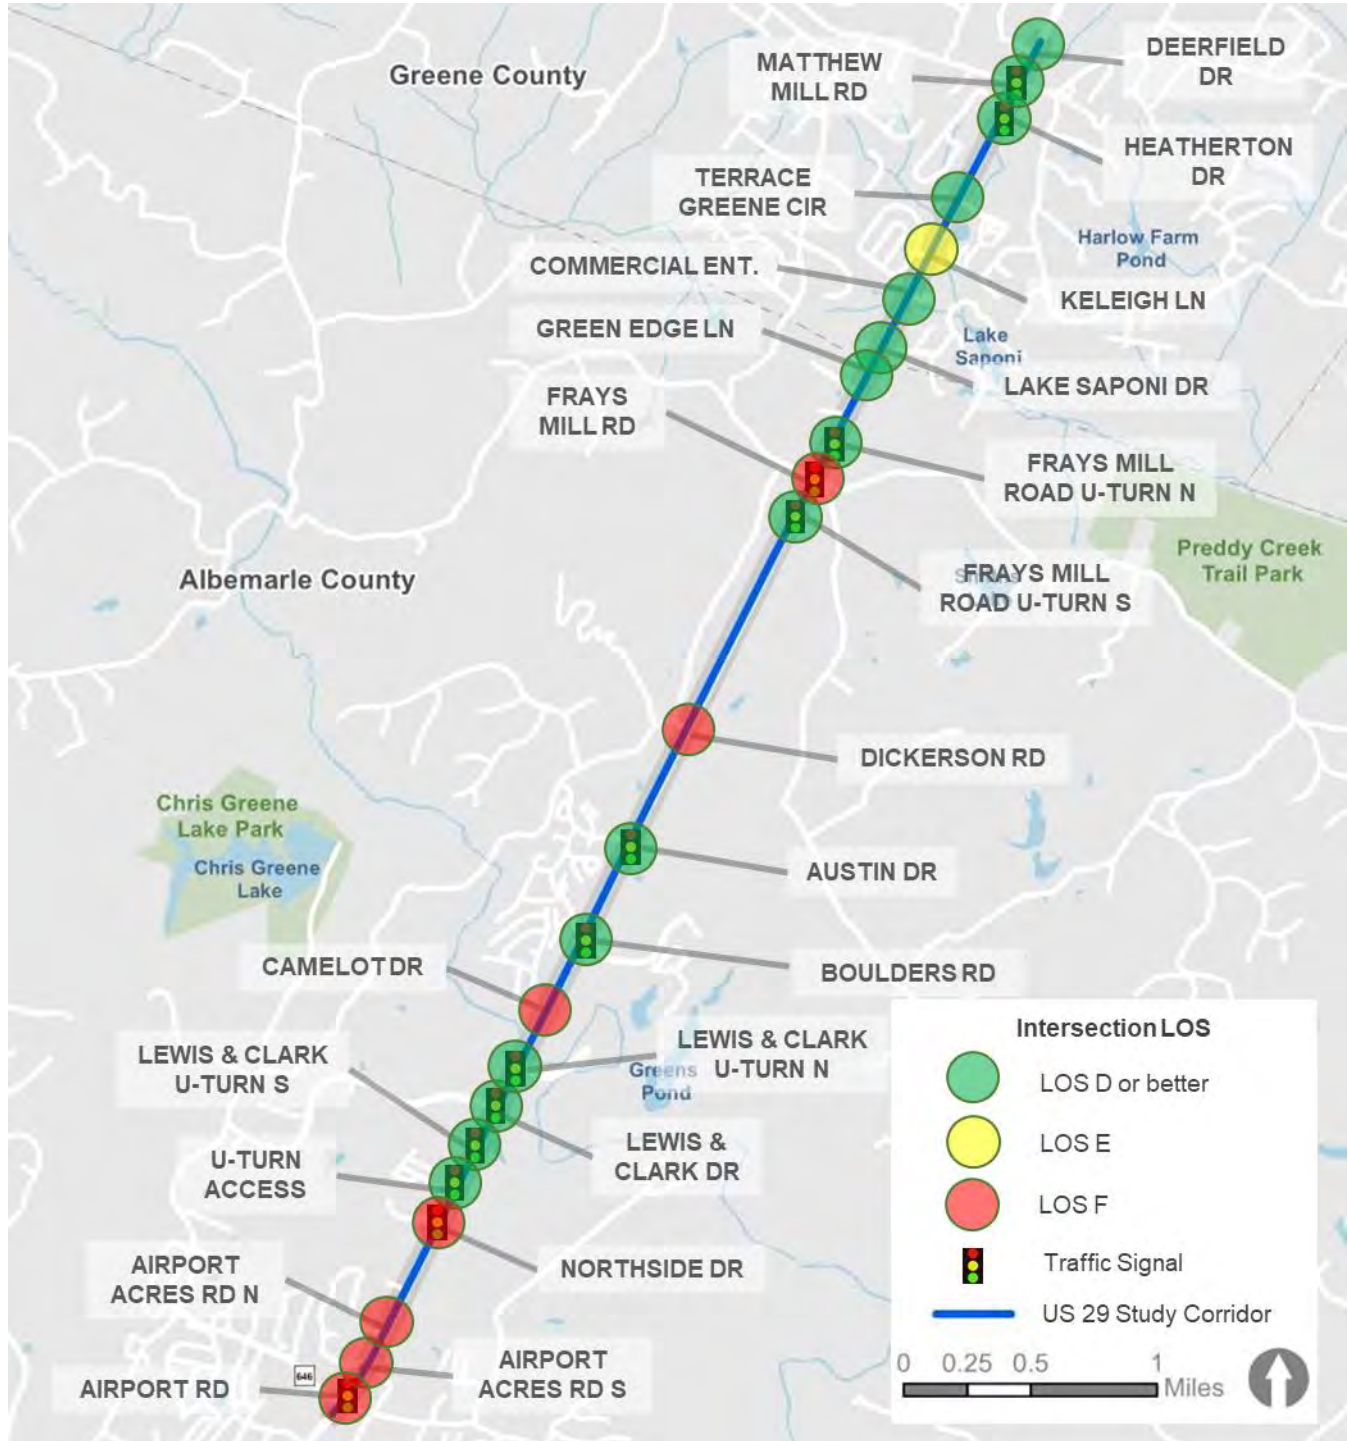 Greene County
DEERFIELD
DR
MATTHEW
MILL RD
HEATHERTON
DR
TERRACE
GREENE CIR
Harlow Farm
Pond
COMMERCIAL ENT.
KELEIGH LN
GREEN EDGE LN
Lake
Saponi
LAKE SAPONI DR
FRAYS
MILL RD
FRAYS MILL
ROAD U-TURN N
Preddy Creek
Trail Park
Albemarle County
FRAYS MILL
ROAD U-TURN S
DICKERSON RD
Chris Greene
Lake Park
Chris Greene
Lake
AUSTIN DR
CAMELOT DR
BOULDERS RD
LEWIS & CLARK
U-TURN S
LEWIS & CLARK
U-TURN N
Greens
Pond
LEWIS &
CLARK DR
U-TURN
ACCESS
NORTHSIDE DR
AIRPORT
ACRES RD N
AIRPORT
ACRES RD S
646
AIRPORT RD
Intersection LOS
LOS D or better
LOS E
LOS F
Traffic Signal
US 29 Study Corridor
0 0.25 0.5 1
Miles